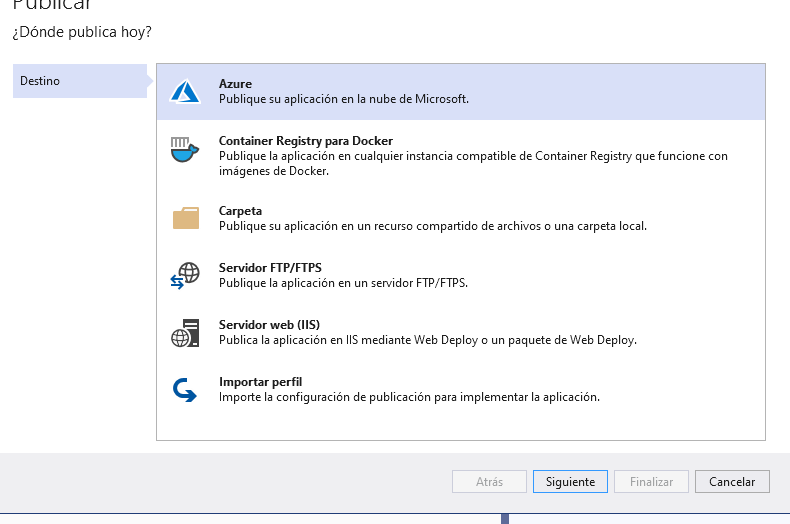 Publicar
¿Dónde publica hoy?
Destino
Azure
Publique su aplicación en la nube de Microsoft.
Container Registry para Docker
Publique la aplicación en cualquier instancia compatible de Container Registry que funcione con
imágenes de Docker.
Carpeta
Publique su aplicación en un recurso compartido de archivos o una carpeta local.
Servidor FTP/FTPS
Publique la aplicación en un servidor FTP/FTPS.
Servidor web (IIS)
Publica la aplicación en IIS mediante Web Deploy o un paquete de Web Deploy.
Importar perfil
Importe la configuración de publicación para implementar la aplicación.
Atrás
Siguiente
Finalizar
Cancelar